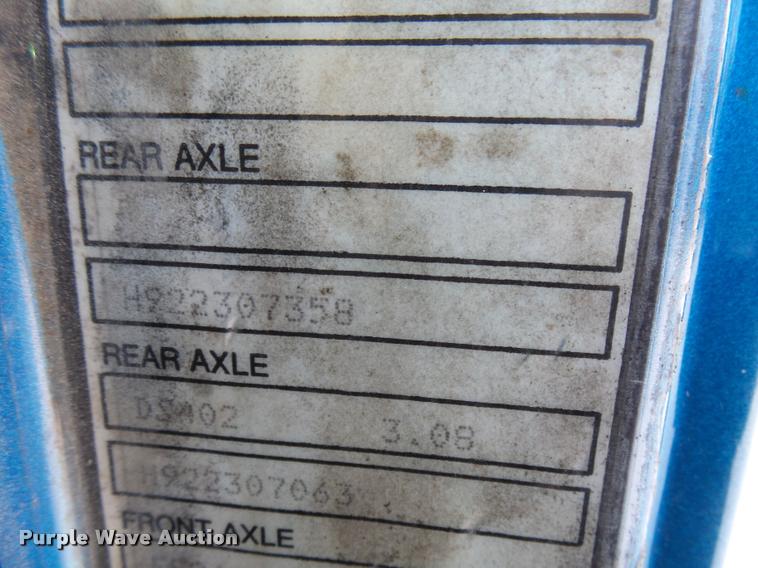 REAR AXLE
H922307358
REAR AXLE
DS402 3.08
H922307063
FRONT AXLE
Purple Wave Auction®